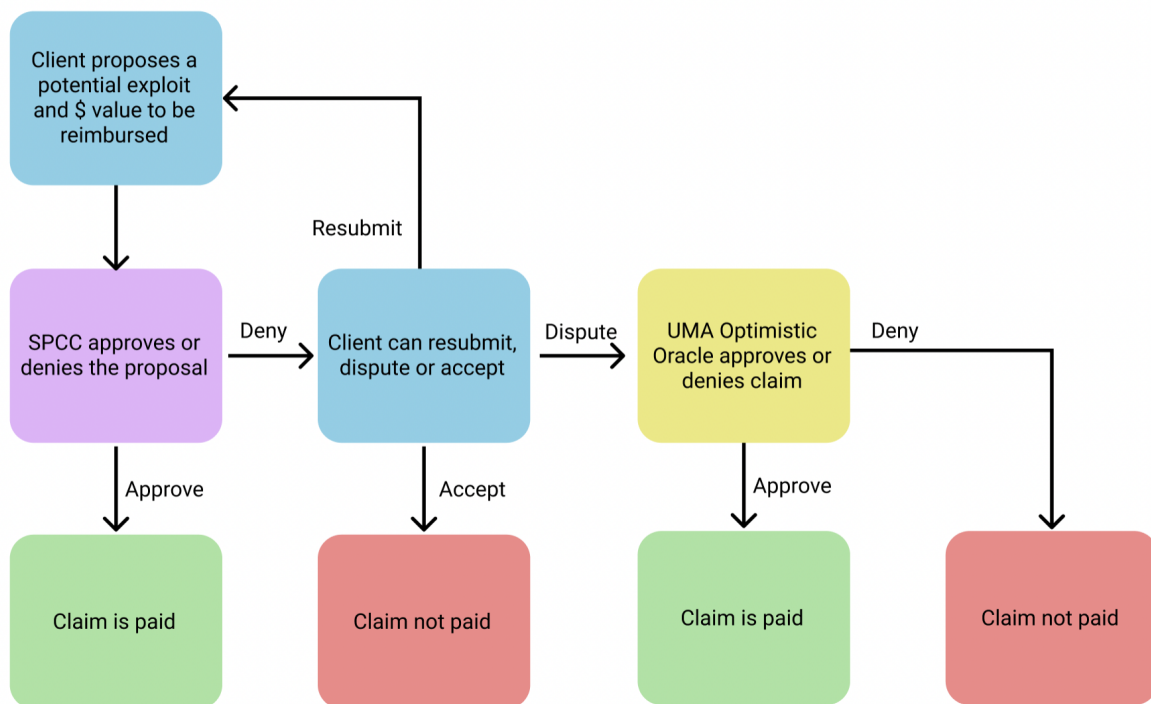 Client proposes a
potential exploit
and $ value to be
reimbursed
Resubmit
SPCC approves or
denies the proposal
Deny
Client can resubmit,
dispute or accept
Dispute
UMA Optimistic
Oracle approves or
denies claim
Deny
Approve
Accept
Approve
Claim is paid
Claim not paid
Claim is paid
Claim not paid